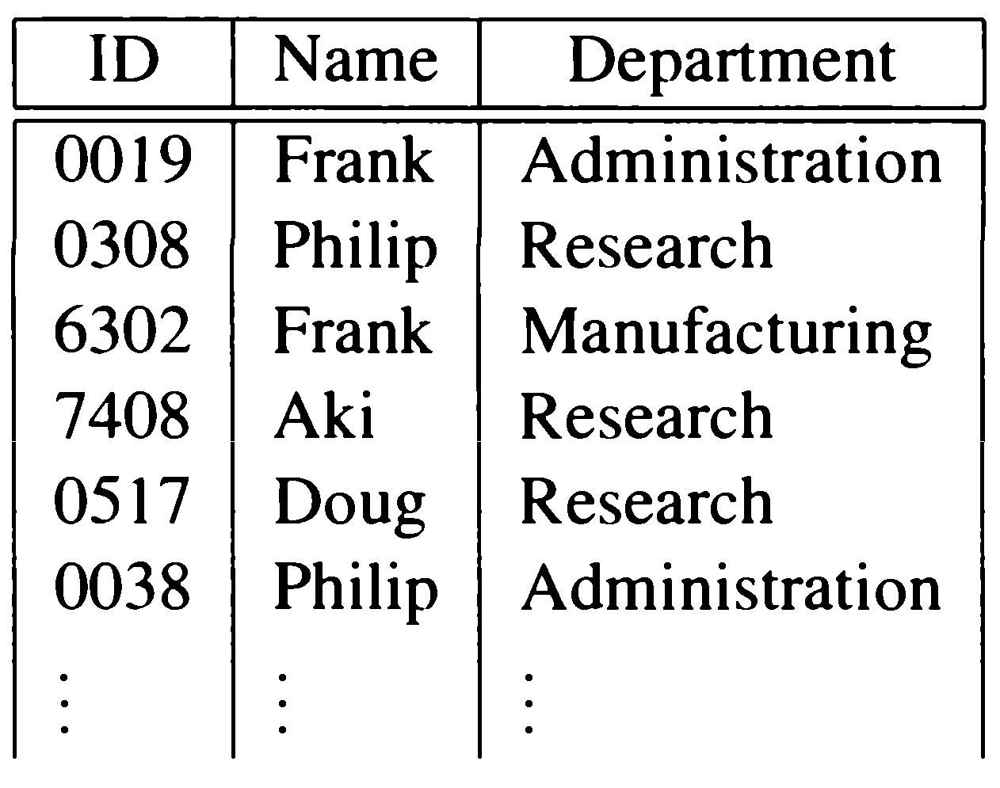 ID Name Department
0019 Frank Administration
0308 Philip Research
6302 Frank Manufacturing
7408 Aki Research
0517 Doug Research
0038 Philip Administration
⋮ ⋮ ⋮